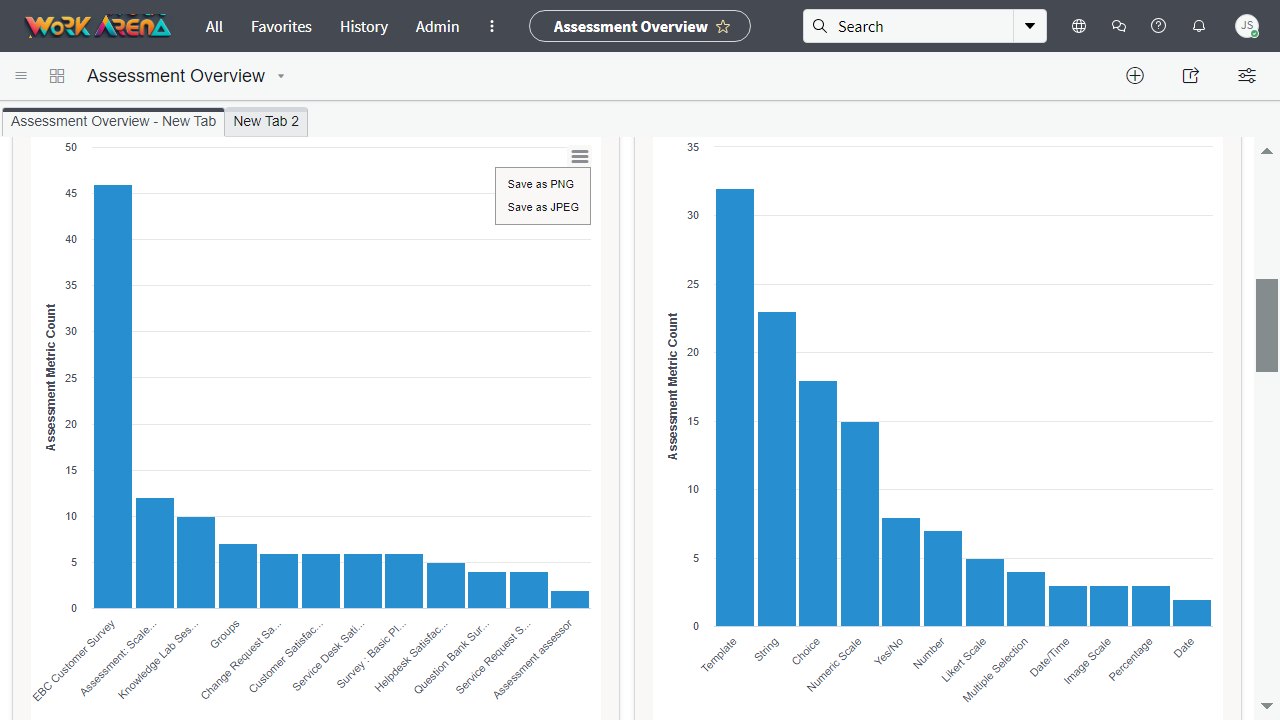 WORK ARENA
All
Favorites
History
Admin
Assessment Overview
Search
JS
Assessment Overview
Assessment Overview - New Tab
New Tab 2
Save as PNG
Save as JPEG
Assessment Metric Count
50
45
40
35
30
25
20
15
10
5
0
EBC Customer Survey
Assessment: Scale...
Knowledge Lab Ses...
Groups
Change Request Sa...
Customer Satisfac...
Service Desk Sati...
Survey : Basic Pl...
Helpdesk Satisfac...
Question Bank Sur...
Service Request S...
Assessment assessor
Assessment Metric Count
35
30
25
20
15
10
5
0
Template
String
Choice
Numeric Scale
Yes/No
Number
Likert Scale
Multiple Selection
Date/Time
Image Scale
Percentage
Date